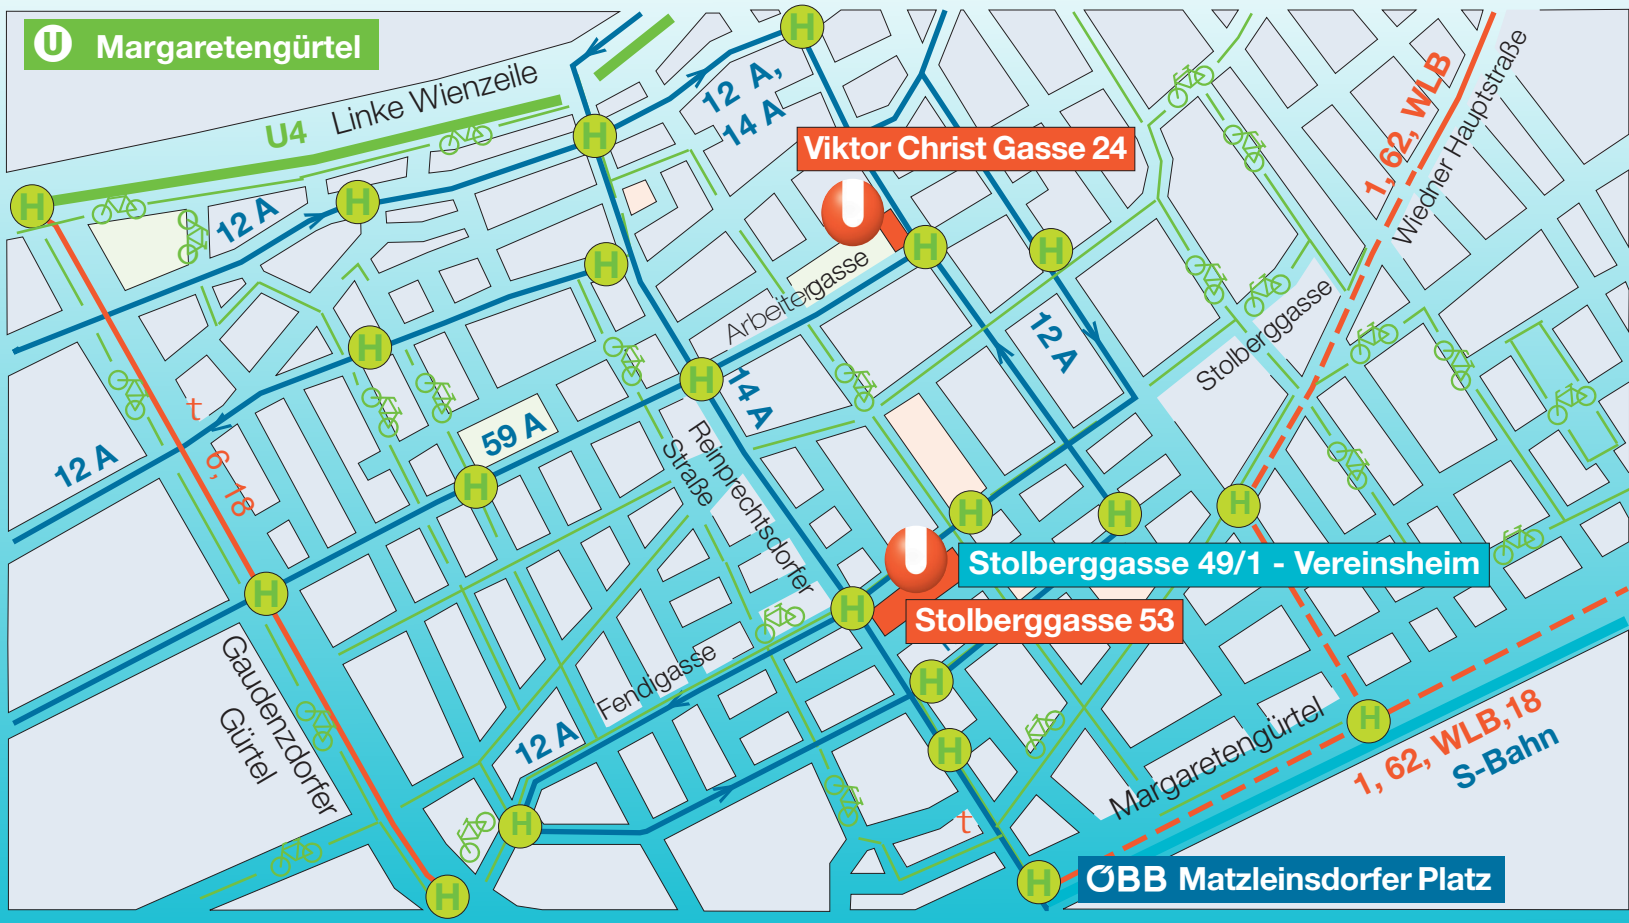 U Margaretengürtel
U4
Linke Wienzeile
12 A,
14 A
1, 62, WLB
Wiedner Hauptstraße
Viktor Christ Gasse 24
U
H
H
H
H
12 A
H
H
H
H
Arbeitergasse
12 A
Stolberggasse
H
14 A
t
59 A
12 A
6, 18
Reinprechtsdorfer
Straße
H
H
H
H
U
Stolberggasse 49/1 - Vereinsheim
H
H
Stolberggasse 53
Gaudenzdorfer
Gürtel
Fendigasse
H
12 A
H
H
Margaretengürtel
1, 62, WLB,18
S-Bahn
H
t
H
H
ÖBB Matzleinsdorfer Platz